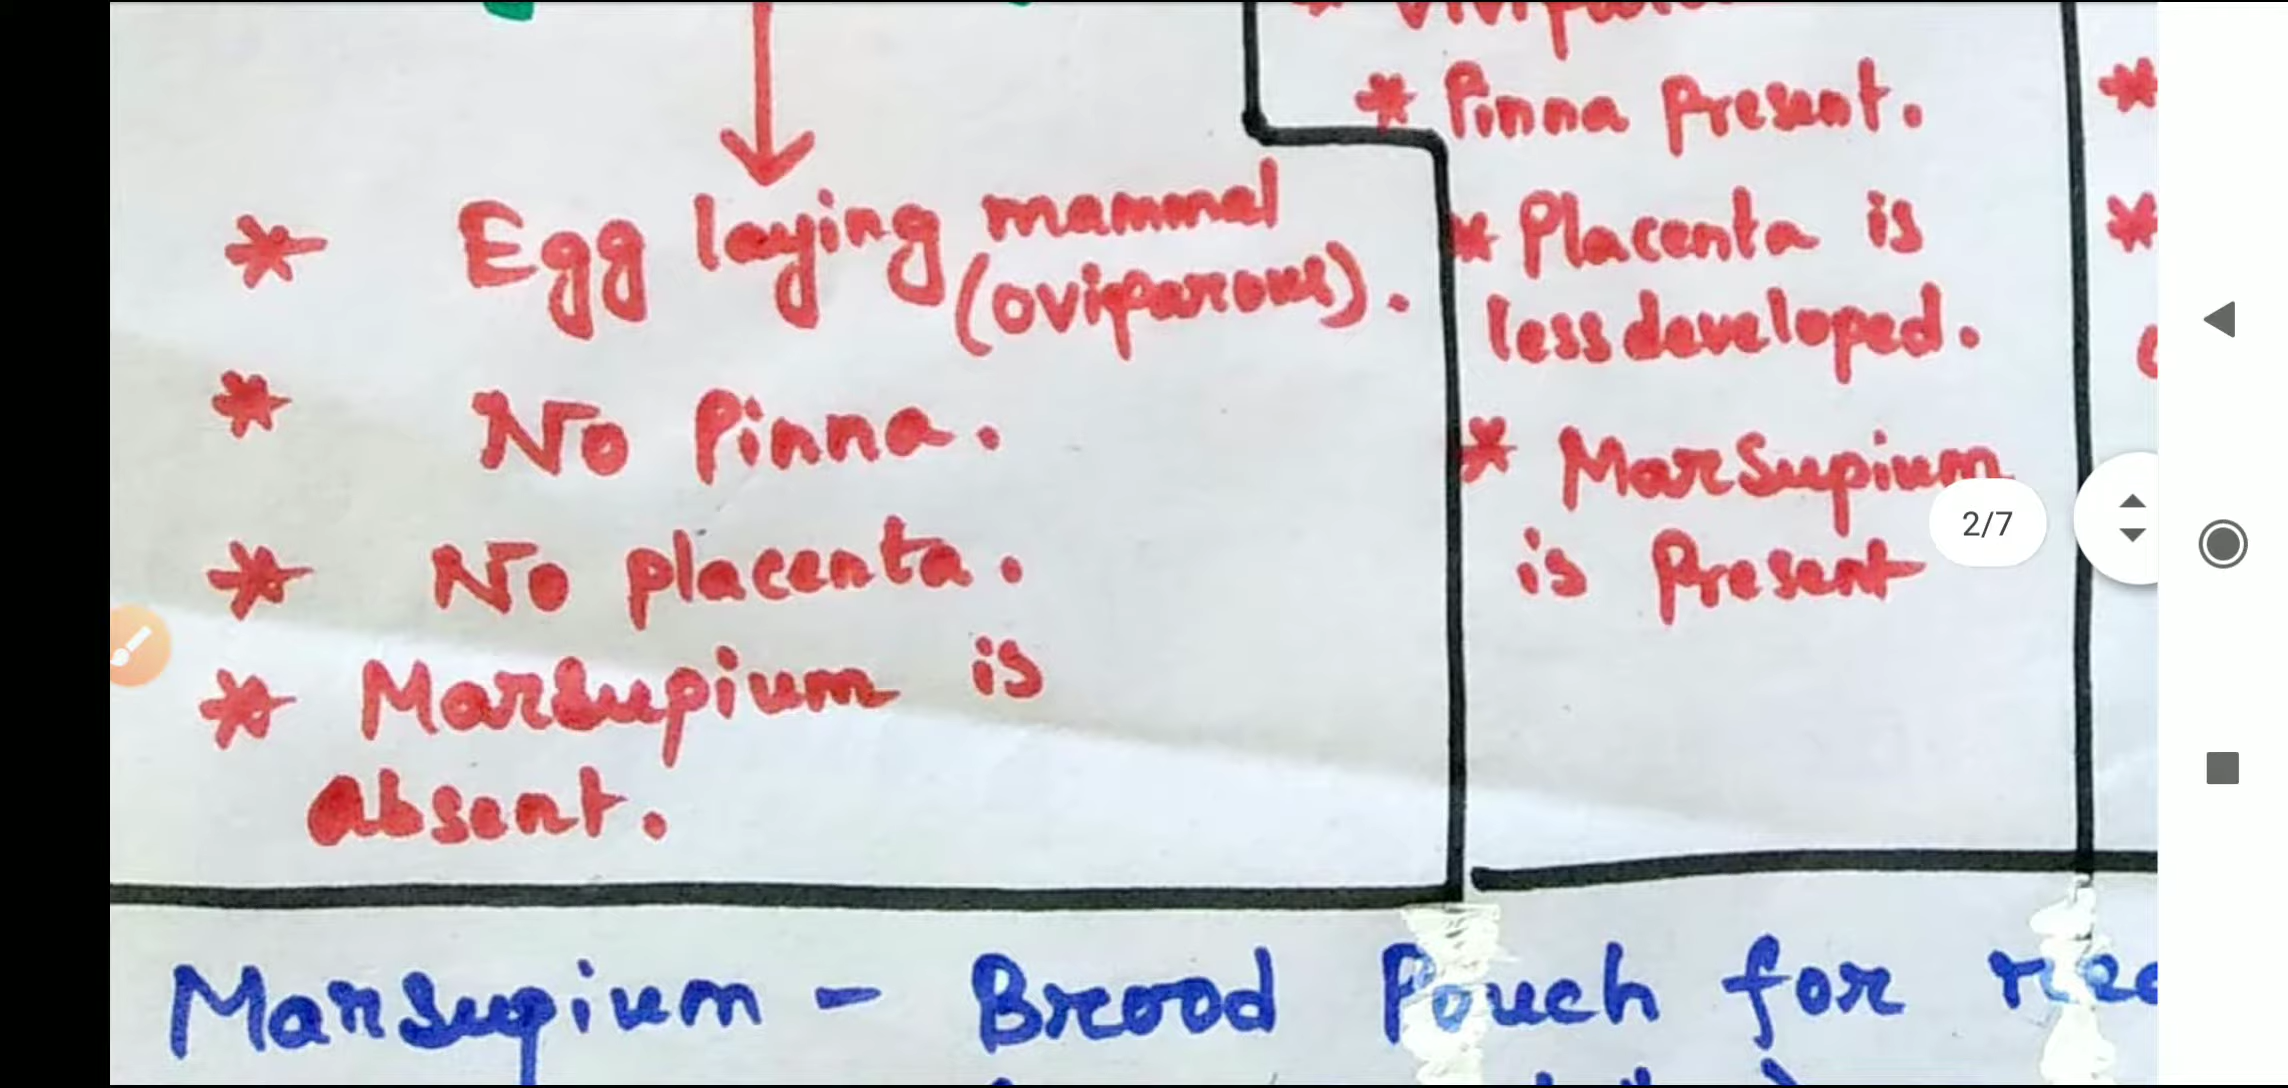 * Egg laying mammal
(oviparous).
* No Pinna.
* No placenta.
* Marsupium is
absent.
* Pinna Present.
* Placenta is
less developed.
* Marsupium
is Present
*
*
2/7
Marsupium - Brood Pouch for